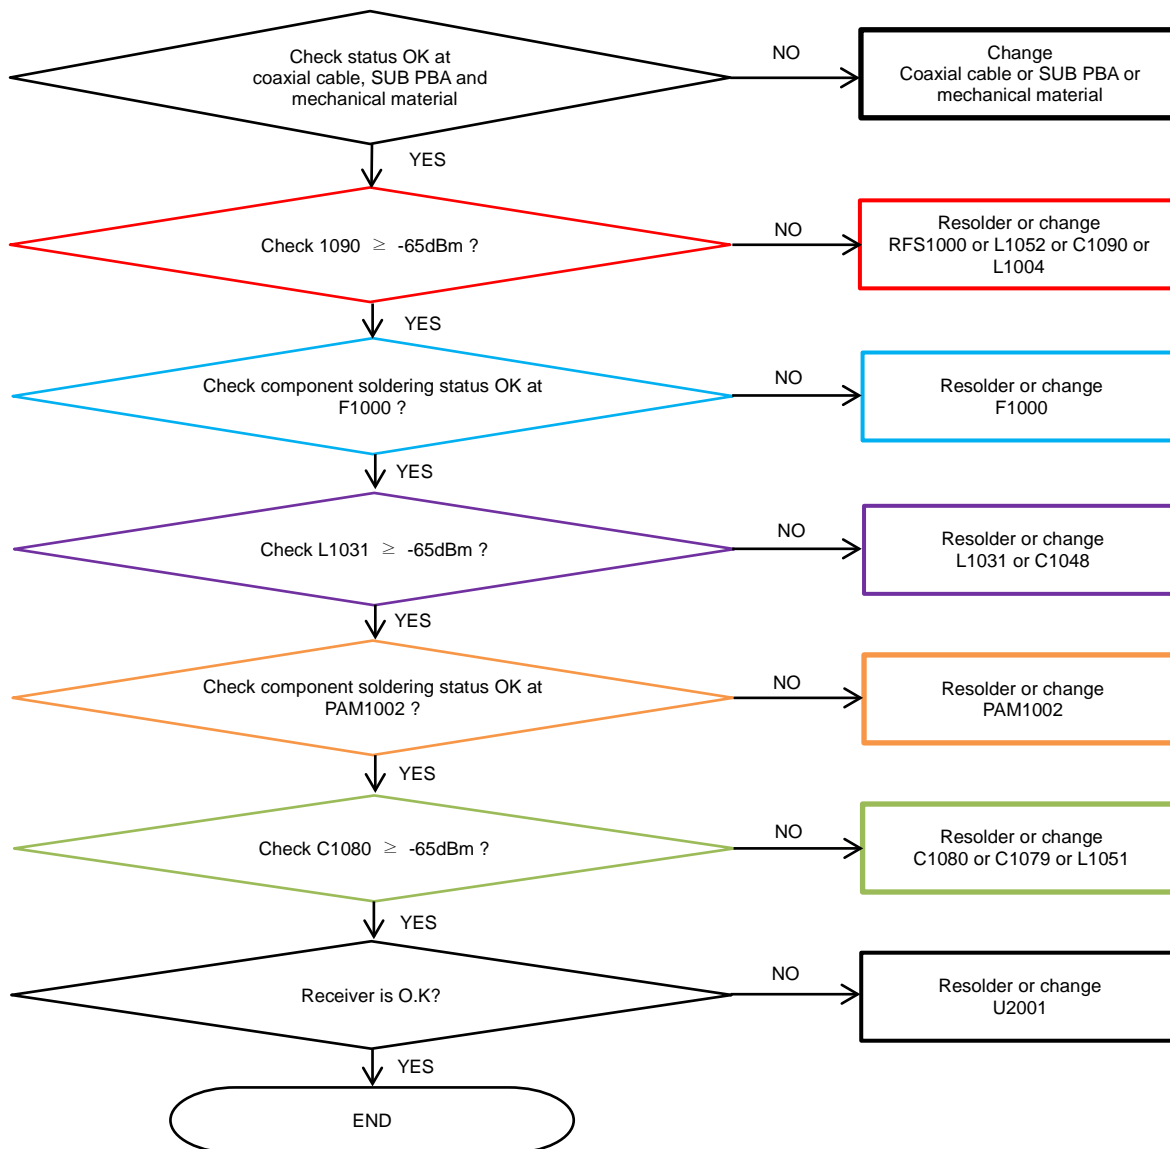 Check status OK at
coaxial cable, SUB PBA and
mechanical material
NO
Change
Coaxial cable or SUB PBA or
mechanical material
YES
Check 1090 ≥ -65dBm ?
NO
Resolder or change
RFS1000 or L1052 or C1090 or
L1004
YES
Check component soldering status OK at
F1000 ?
NO
Resolder or change
F1000
YES
Check L1031 ≥ -65dBm ?
NO
Resolder or change
L1031 or C1048
YES
Check component soldering status OK at
PAM1002 ?
NO
Resolder or change
PAM1002
YES
Check C1080 ≥ -65dBm ?
NO
Resolder or change
C1080 or C1079 or L1051
YES
Receiver is O.K?
NO
Resolder or change
U2001
YES
END